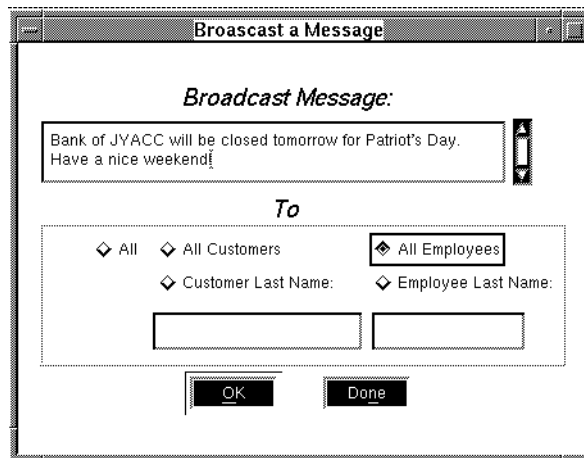 Broascast a Message
Broadcast Message:
Bank of JYACC will be closed tomorrow for Patriot's Day.
Have a nice weekend!
To
All All Customers All Employees
Customer Last Name: Employee Last Name:
OK Done